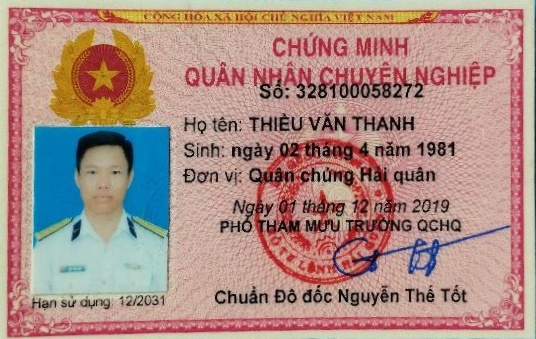 CỘNG HÒA XÃ HỘI CHỦ NGHĨA VIỆT NAM
CHỨNG MINH
QUÂN NHÂN CHUYÊN NGHIỆP
Số: 328100058272
Họ tên: THIỀU VĂN THANH
Sinh: ngày 02 tháng 4 năm 1981
Đơn vị: Quân chủng Hải quân
Ngày 01 tháng 12 năm 2019
PHÓ THAM MƯU TRƯỞNG QCHQ
Hạn sử dụng: 12/2031
Chuẩn Đô đốc Nguyễn Thế Tốt